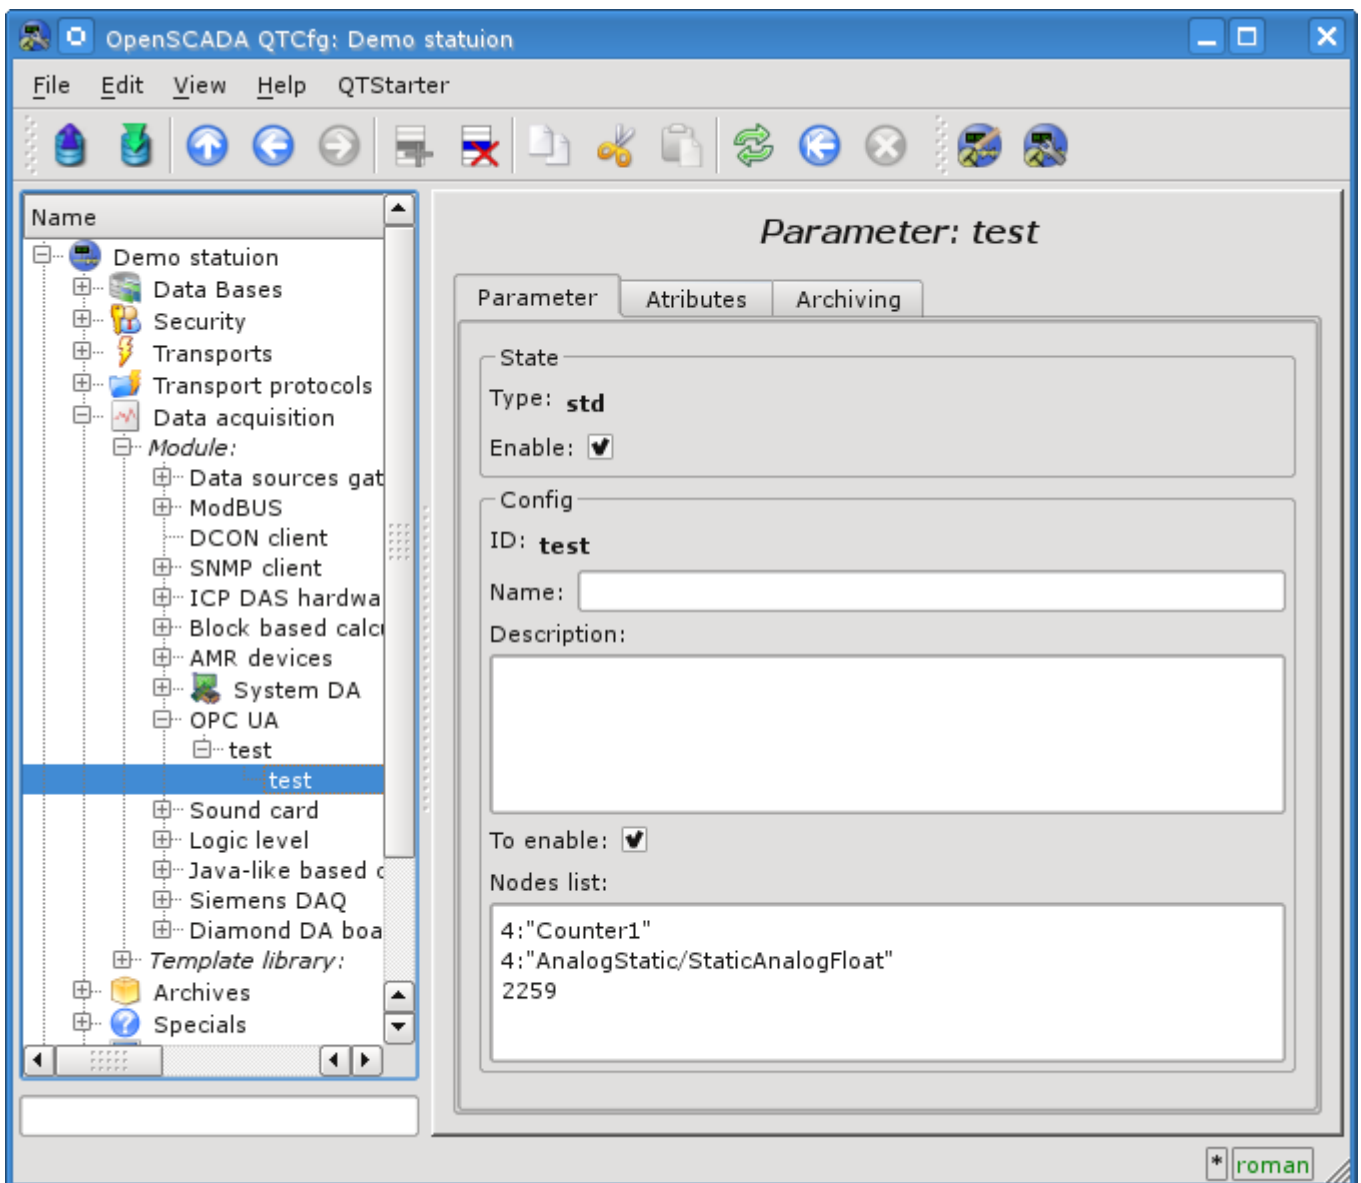 OpenSCADA QTCfg: Demo statuion
File Edit View Help QTStarter
Name
Demo statuion
Data Bases
Security
Transports
Transport protocols
Data acquisition
Module:
Data sources gat
ModBUS
DCON client
SNMP client
ICP DAS hardwa
Block based calcu
AMR devices
System DA
OPC UA
test
test
Sound card
Logic level
Java-like based c
Siemens DAQ
Diamond DA boa
Template library:
Archives
Specials
Parameter: test
Parameter Atributes Archiving
State
Type: std
Enable:
Config
ID: test
Name:
Description:
To enable:
Nodes list:
4:"Counter1"
4:"AnalogStatic/StaticAnalogFloat"
2259
* roman